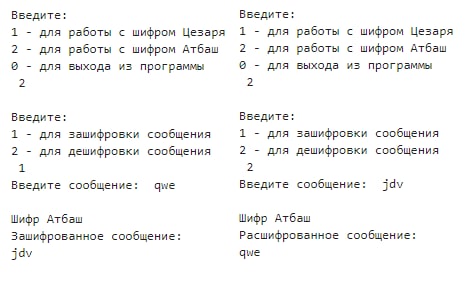 Введите:
1 - для работы с шифром Цезаря
2 - для работы с шифром Атбаш
0 - для выхода из программы
2
Введите:
1 - для зашифровки сообщения
2 - для дешифровки сообщения
1
Введите сообщение:  qwe
Шифр Атбаш
Зашифрованное сообщение:
jdv
Введите:
1 - для работы с шифром Цезаря
2 - для работы с шифром Атбаш
0 - для выхода из программы
2
Введите:
1 - для зашифровки сообщения
2 - для дешифровки сообщения
2
Введите сообщение:  jdv
Шифр Атбаш
Расшифрованное сообщение:
qwe